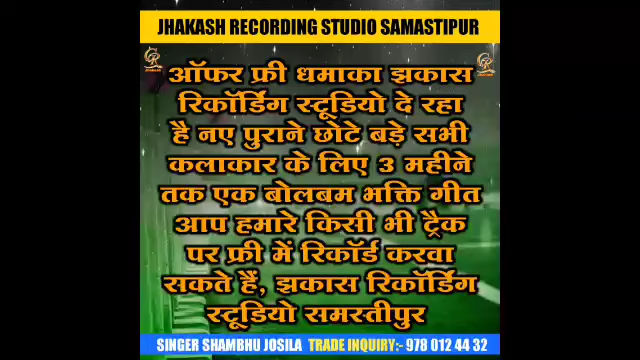 JHAKASH RECORDING STUDIO SAMASTIPUR
ऑफर फ्री धमाका झकास
रिकॉर्डिंग स्टूडियो दे रहा
है नए पुराने छोटे बड़े सभी
कलाकार के लिए 3 महीने
तक एक बोलबम भक्ति गीत
आप हमारे किसी भी ट्रैक
पर फ्री में रिकॉर्ड करवा
सकते हैं, झकास रिकॉर्डिंग
स्टूडियो समस्तीपुर
SINGER SHAMBHU JOSILA TRADE INQUIRY:- 978 012 44 32